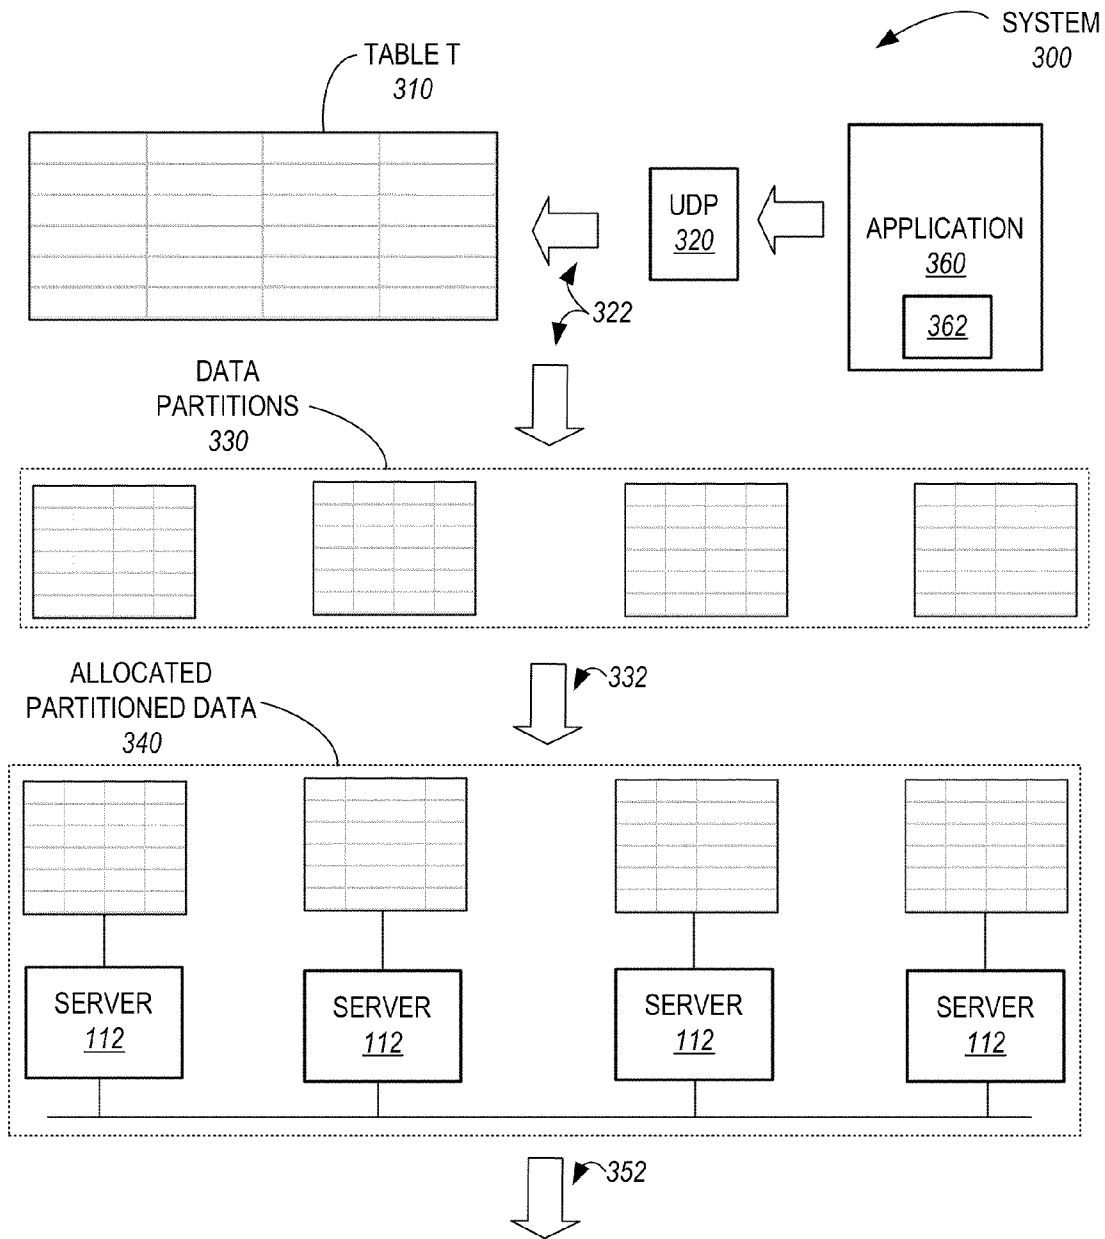 SYSTEM
300
TABLE T
310
UDP
320
APPLICATION
360
362
322
DATA
PARTITIONS
330
332
ALLOCATED
PARTITIONED DATA
340
SERVER
112
SERVER
112
SERVER
112
SERVER
112
352